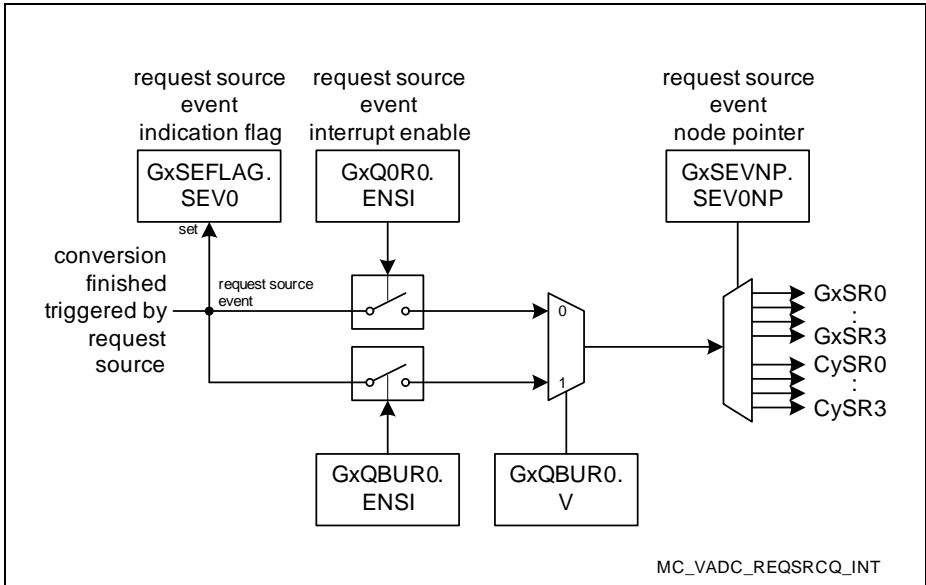 request source
event
indication flag
request source
event
interrupt enable
request source
event
node pointer
GxSEFLAG.
SEV0
GxQ0R0.
ENSI
GxSEVNP.
SEV0NP
set
conversion
finished
triggered by
request
source
request source
event
0
1
GxSR0
:
GxSR3
CySR0
:
CySR3
GxQBUR0.
ENSI
GxQBUR0.
V
MC_VADC_REQSRCQ_INT